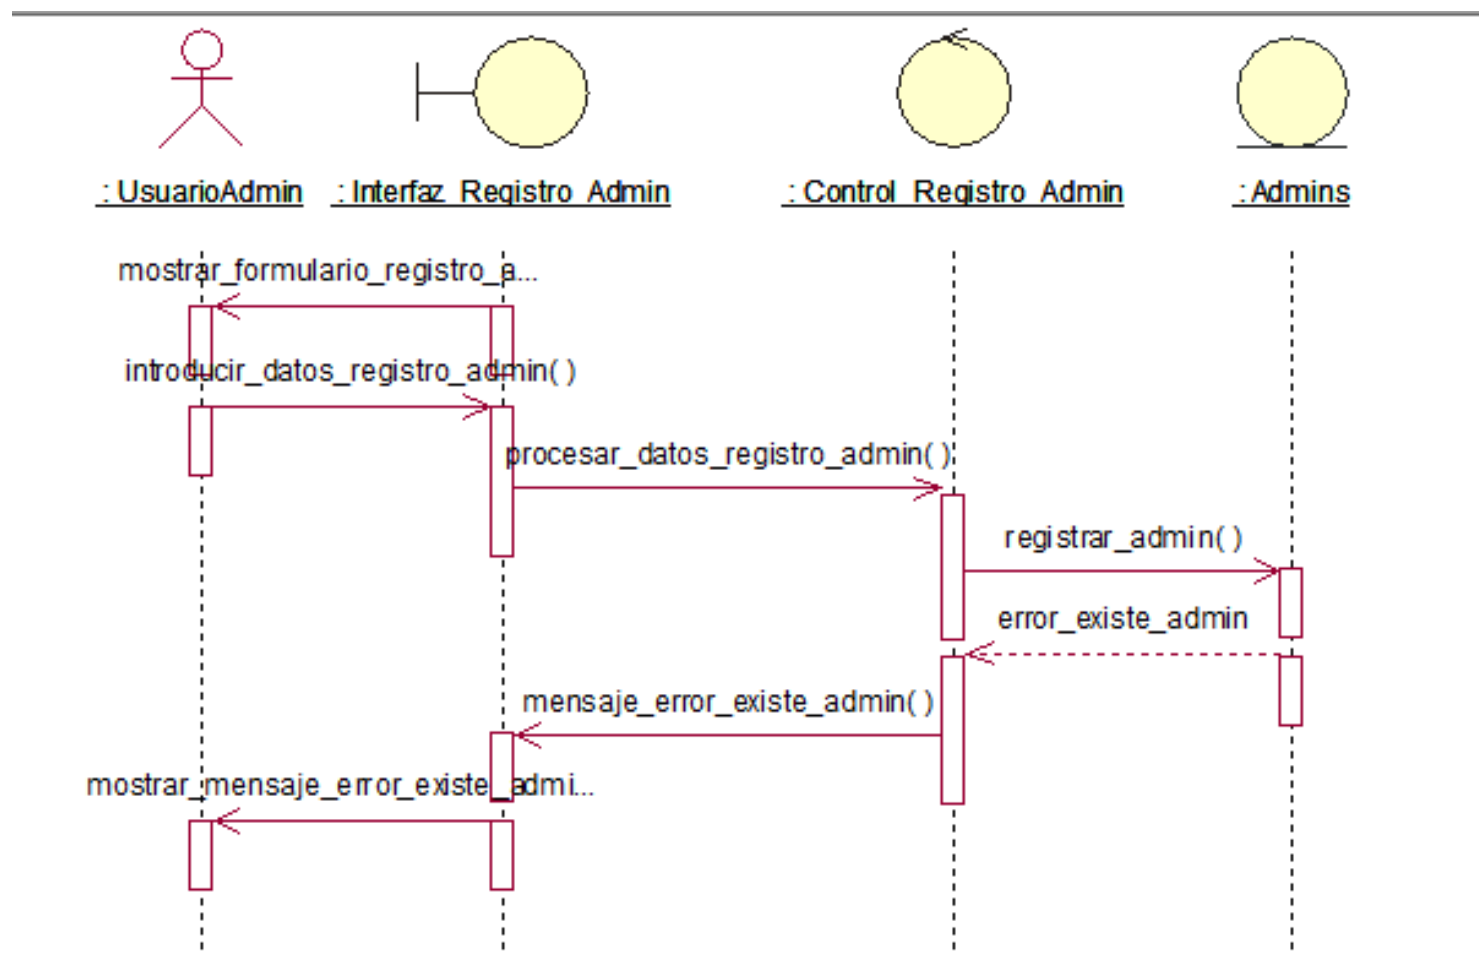 : UsuarioAdmin
: Interfaz_Registro_Admin
: Control_Registro_Admin
: Admins
mostrar_formulario_registro_a...
introducir_datos_registro_admin( )
procesar_datos_registro_admin( )
registrar_admin( )
error_existe_admin
mensaje_error_existe_admin( )
mostrar_mensaje_error_existe_admi...